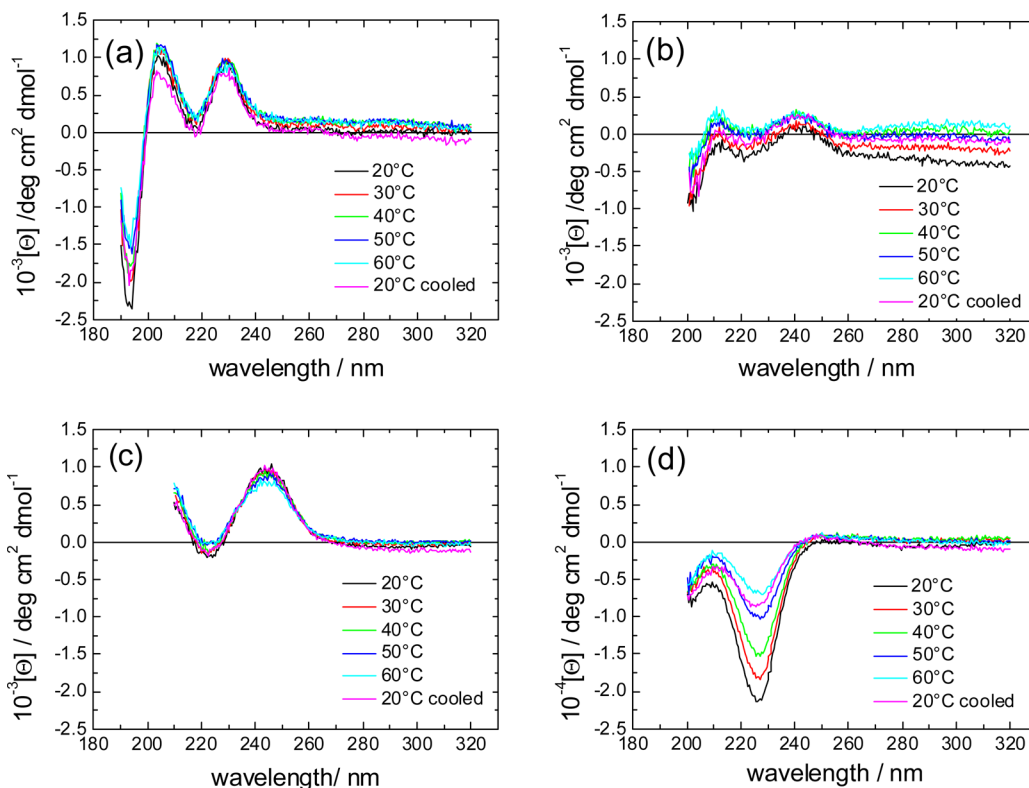 (a)
10⁻³[Θ] /deg cm² dmol⁻¹
1.5
1.0
0.5
0.0
-0.5
-1.0
-1.5
-2.0
-2.5
20°C
30°C
40°C
50°C
60°C
20°C cooled
180 200 220 240 260 280 300 320
wavelength / nm
(b)
10⁻³[Θ] /deg cm² dmol⁻¹
1.5
1.0
0.5
0.0
-0.5
-1.0
-1.5
-2.0
-2.5
20°C
30°C
40°C
50°C
60°C
20°C cooled
180 200 220 240 260 280 300 320
wavelength / nm
(c)
10⁻³[Θ] / deg cm² dmol⁻¹
1.5
1.0
0.5
0.0
-0.5
-1.0
-1.5
-2.0
-2.5
20°C
30°C
40°C
50°C
60°C
20°C cooled
180 200 220 240 260 280 300 320
wavelength/ nm
(d)
10⁻⁴[Θ] / deg cm² dmol⁻¹
1.5
1.0
0.5
0.0
-0.5
-1.0
-1.5
-2.0
-2.5
20°C
30°C
40°C
50°C
60°C
20°C cooled
180 200 220 240 260 280 300 320
wavelength / nm